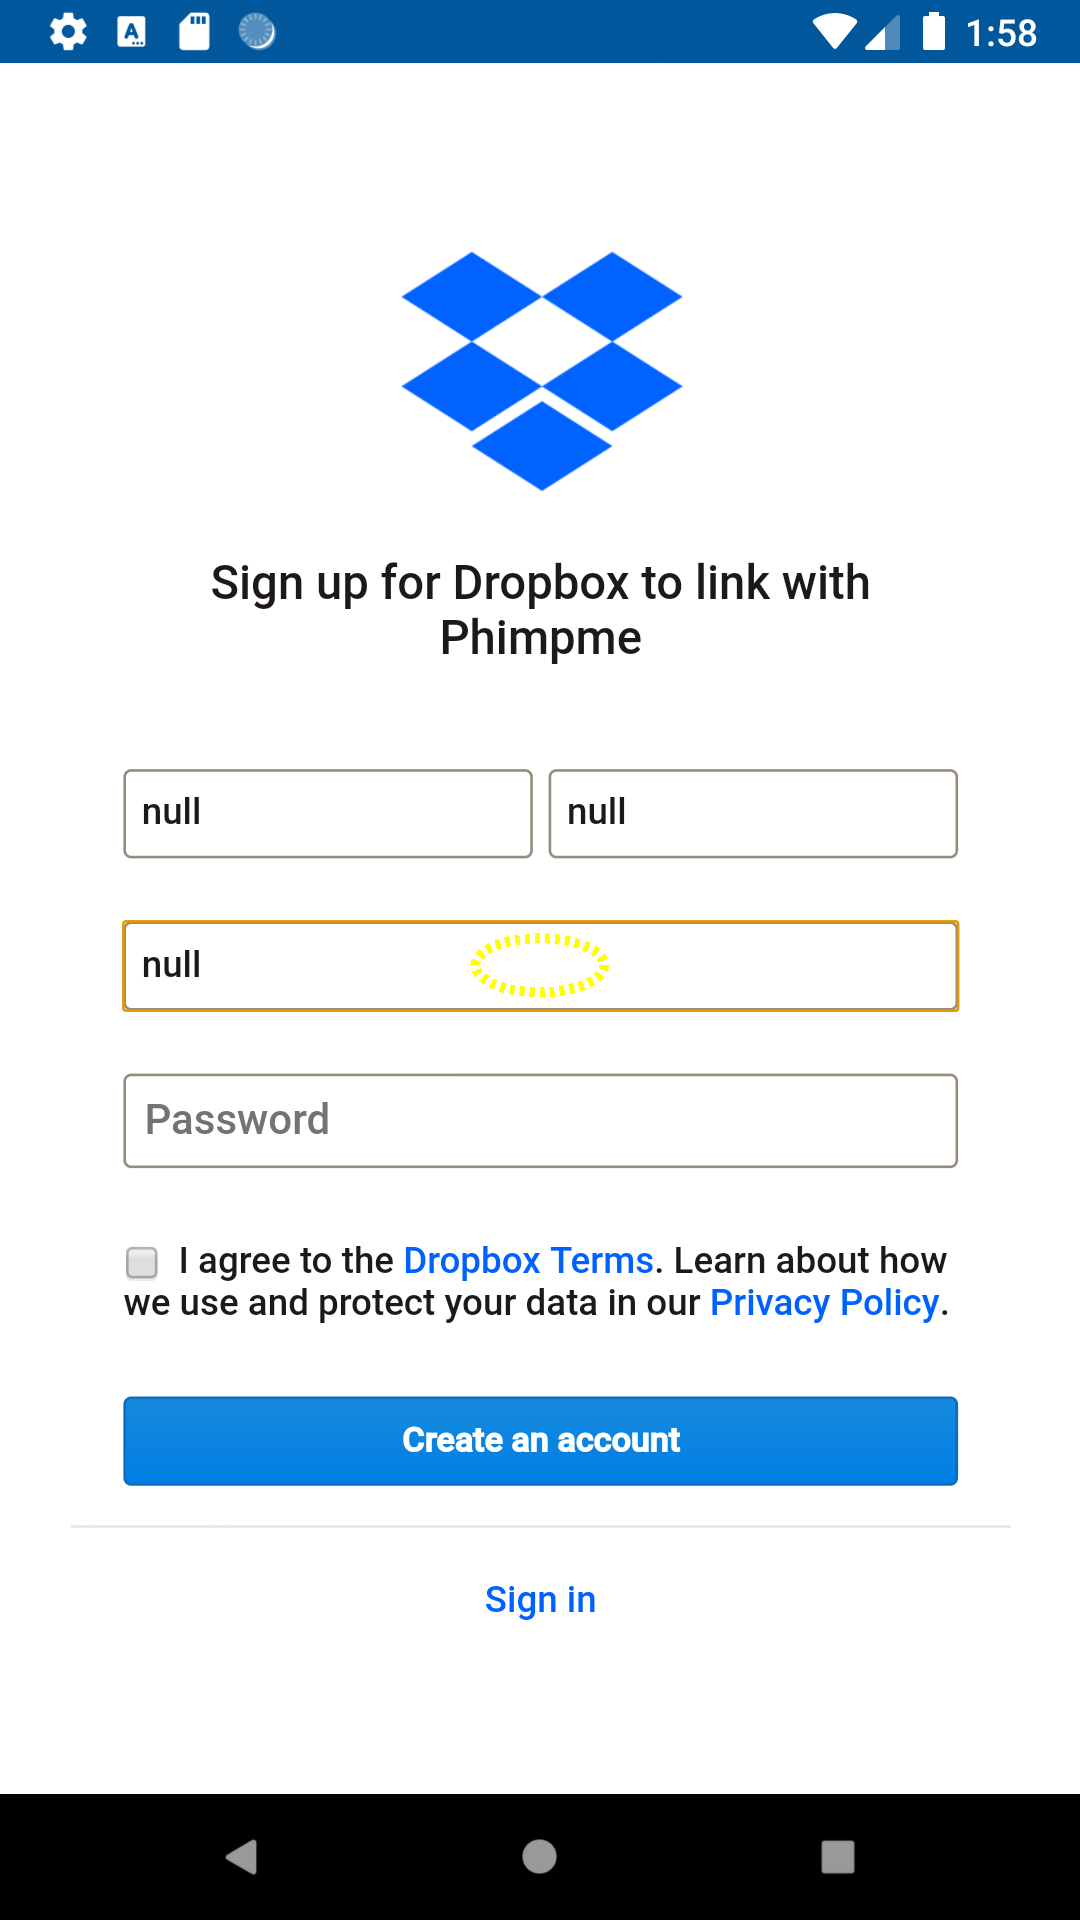 1:58
Sign up for Dropbox to link with
Phimpme
null null
null
Password
I agree to the Dropbox Terms. Learn about how
we use and protect your data in our Privacy Policy.
Create an account
Sign in